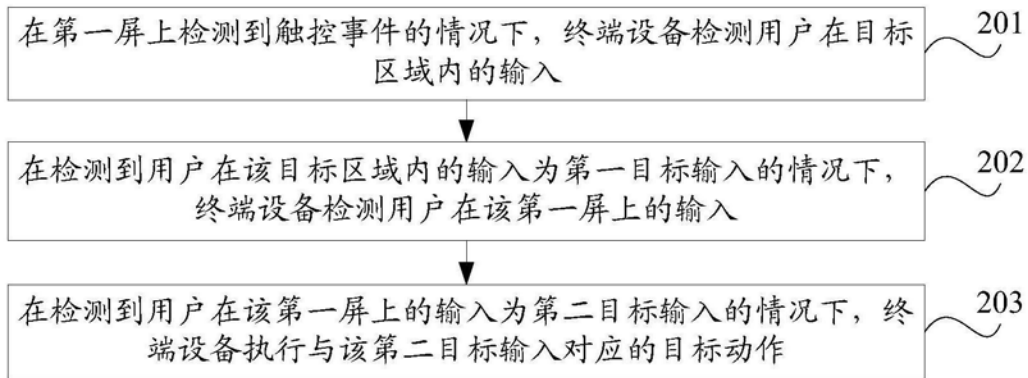 在第一屏上检测到触控事件的情况下，终端设备检测用户在目标
区域内的输入
201
在检测到用户在该目标区域内的输入为第一目标输入的情况下，
终端设备检测用户在该第一屏上的输入
202
在检测到用户在该第一屏上的输入为第二目标输入的情况下，终
端设备执行与该第二目标输入对应的目标动作
203